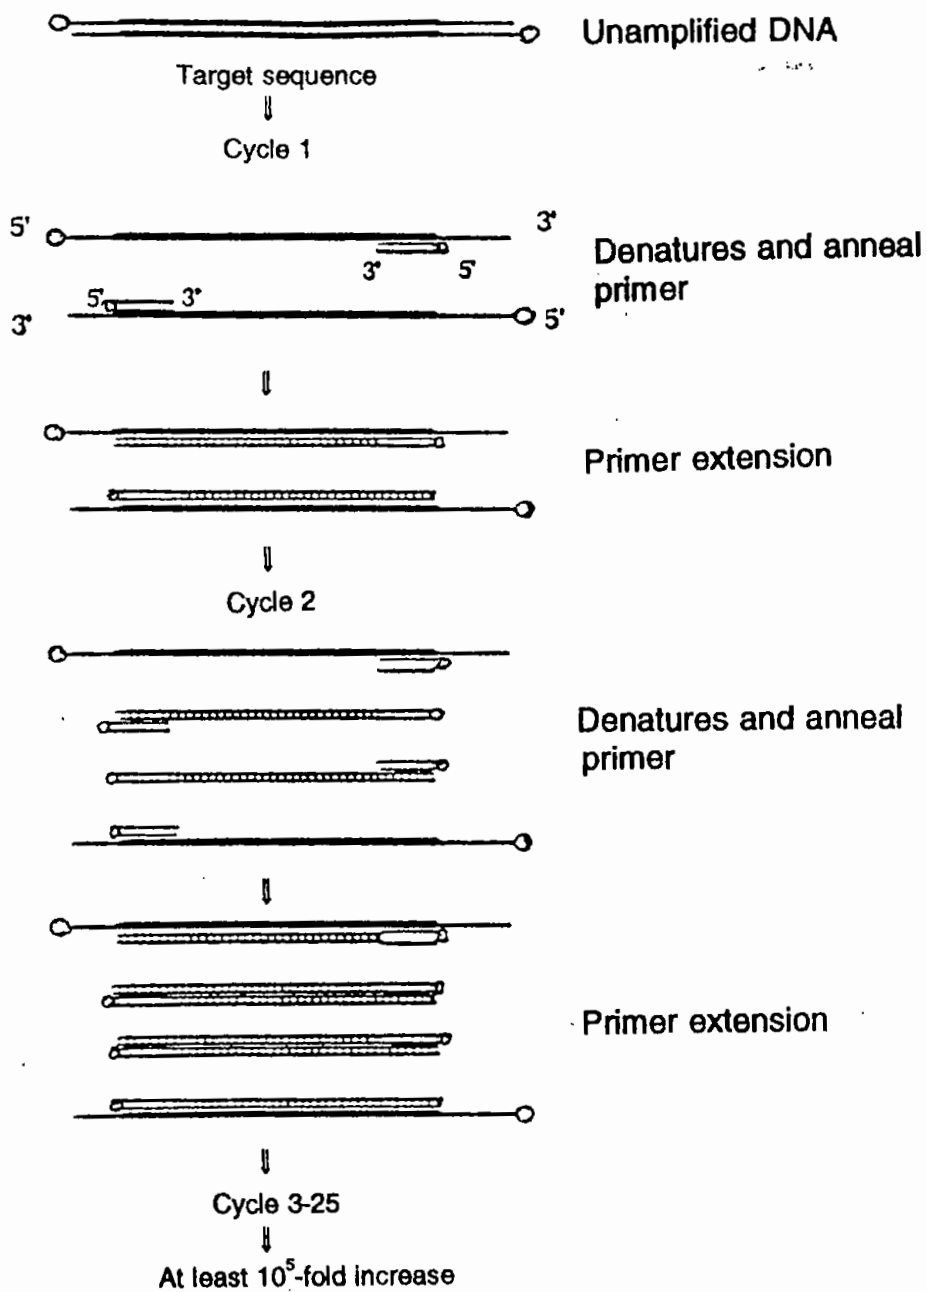 Unamplified DNA
Target sequence
Cycle 1
5' 3'
Denatures and anneal
primer
3' 5'
5' 3'
3' 5'
Primer extension
Cycle 2
Denatures and anneal
primer
Primer extension
Cycle 3-25
At least 10⁵-fold increase